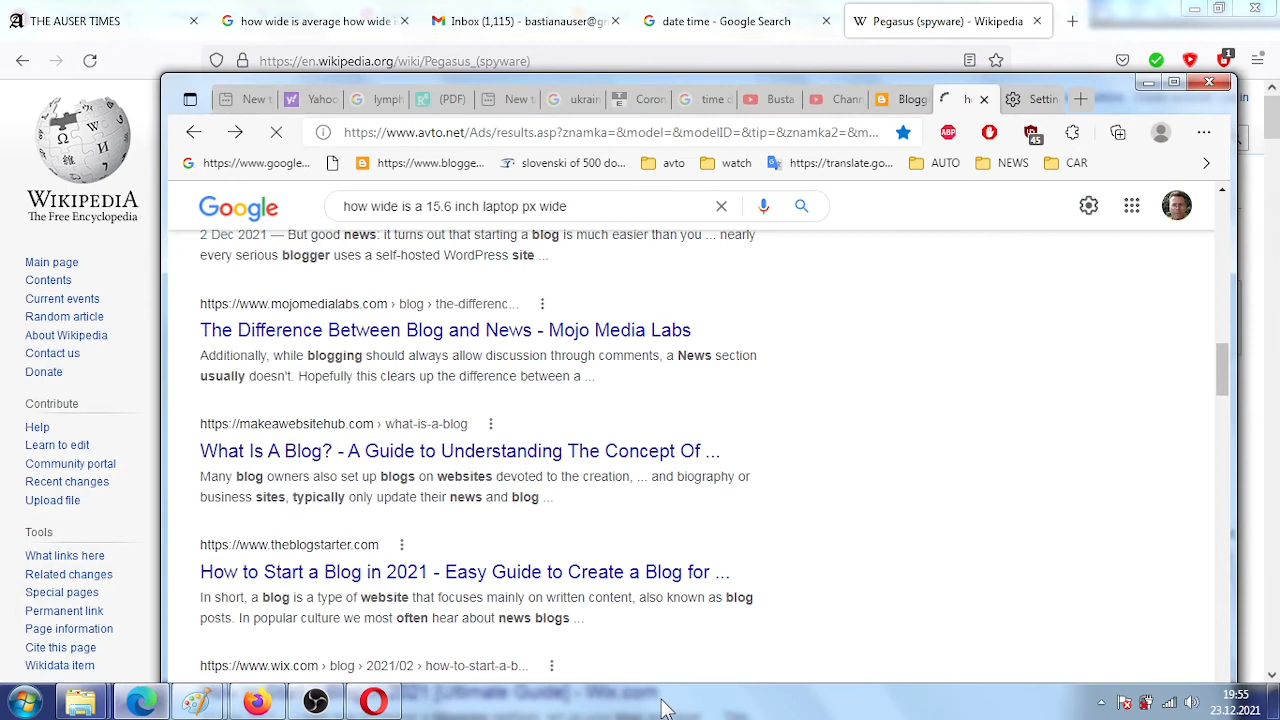 THE AUSER TIMES
how wide is average how wide i
Inbox (1,115) - bastianauser@gr
date time - Google Search
Pegasus (spyware) - Wikipedia
https://en.wikipedia.org/wiki/Pegasus_(spyware)
1
New t
Yahoo
lymph
(PDF)
New t
ukrain
Coron
time d
Busta
Chann
Blogg
h
Settin
https://www.avto.net/Ads/results.asp?znamka=&model=&modelID=&tip=&znamka2=&m...
ABP
45
https://www.google...
https://www.blogge...
slovenski of 500 do...
avto
watch
https://translate.go...
AUTO
NEWS
CAR
WIKIPEDIA
The Free Encyclopedia
Main page
Contents
Current events
Random article
About Wikipedia
Contact us
Donate
Contribute
Help
Learn to edit
Community portal
Recent changes
Upload file
Tools
What links here
Related changes
Special pages
Permanent link
Page information
Cite this page
Wikidata item
Google
how wide is a 15.6 inch laptop px wide
2 Dec 2021 — But good news: it turns out that starting a blog is much easier than you ... nearly
every serious blogger uses a self-hosted WordPress site ...
https://www.mojomedialabs.com › blog › the-differenc...
The Difference Between Blog and News - Mojo Media Labs
Additionally, while blogging should always allow discussion through comments, a News section
usually doesn't. Hopefully this clears up the difference between a ...
https://makeawebsitehub.com › what-is-a-blog
What Is A Blog? - A Guide to Understanding The Concept Of ...
Many blog owners also set up blogs on websites devoted to the creation, ... and biography or
business sites, typically only update their news and blog ...
https://www.theblogstarter.com
How to Start a Blog in 2021 - Easy Guide to Create a Blog for ...
In short, a blog is a type of website that focuses mainly on written content, also known as blog
posts. In popular culture we most often hear about news blogs ...
https://www.wix.com › blog › 2021/02 › how-to-start-a-b...
19:55
23.12.2021